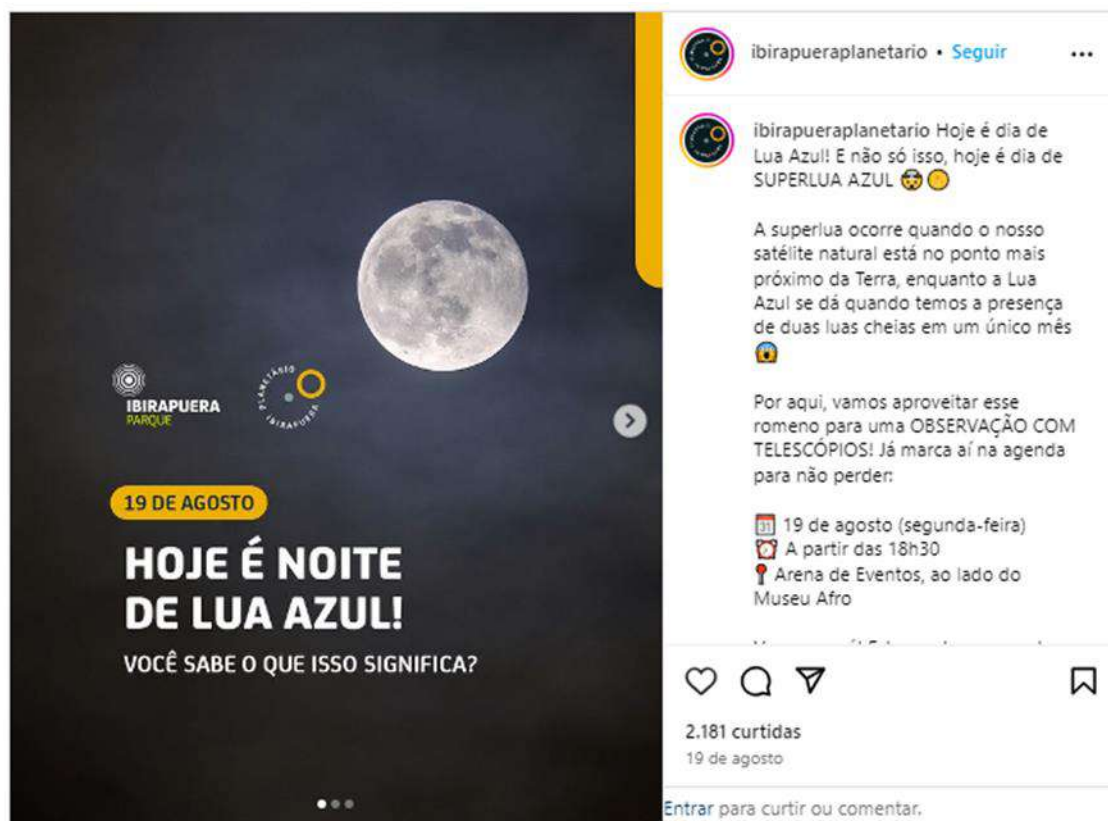 ibirapueraplanetario • Seguir
ibirapueraplanetario Hoje é dia de
Lua Azul! E não só isso, hoje é dia de
SUPERLUA AZUL 🤯🌕
A superlua ocorre quando o nosso
satélite natural está no ponto mais
próximo da Terra, enquanto a Lua
Azul se dá quando temos a presença
de duas luas cheias em um único mês
😱
Por aqui, vamos aproveitar esse
romeno para uma OBSERVAÇÃO COM
TELESCÓPIOS! Já marca aí na agenda
para não perder:
📅 19 de agosto (segunda-feira)
⏰ A partir das 18h30
📍 Arena de Eventos, ao lado do
Museu Afro
2.181 curtidas
19 de agosto
Entrar para curtir ou comentar.
IBIRAPUERA
PARQUE
PLANETÁRIO IBIRAPUERA
19 DE AGOSTO
HOJE É NOITE
DE LUA AZUL!
VOCÊ SABE O QUE ISSO SIGNIFICA?